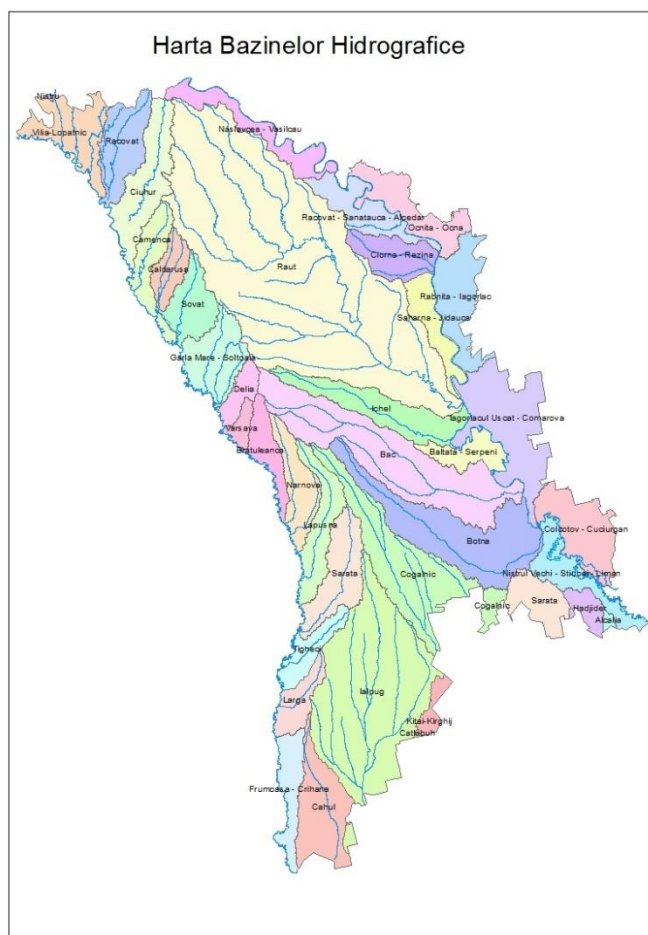 Harta Bazinelor Hidrografice
Nistru
Vilia-Lopatnic
Racovat
Naslavcea - Vasilcau
Ciuhur
Racovat - Sanatauca - Alcedar
Ocnita - Ocna
Camenca
Ciorna - Rezina
Caldarusa
Raut
Rabnita - Iagorlac
Sovat
Saharna - Jidauca
Garla Mare - Soltoaia
Delia
Ichel
Iagorlacul Uscat - Comarova
Varsava
Bratuleanca
Bac
Baltata - Serpeni
Narnova
Lapusna
Colcotov - Cuciurgan
Botna
Sarata
Cogalnic
Nistrul Vechi - Stiubei - Liman
Sarata
Cogalnic
Hadjider
Alcalia
Tigheci
Larga
Ialpug
Kitai-Kirghij
Catlabuh
Frumoasa - Crihana
Cahul